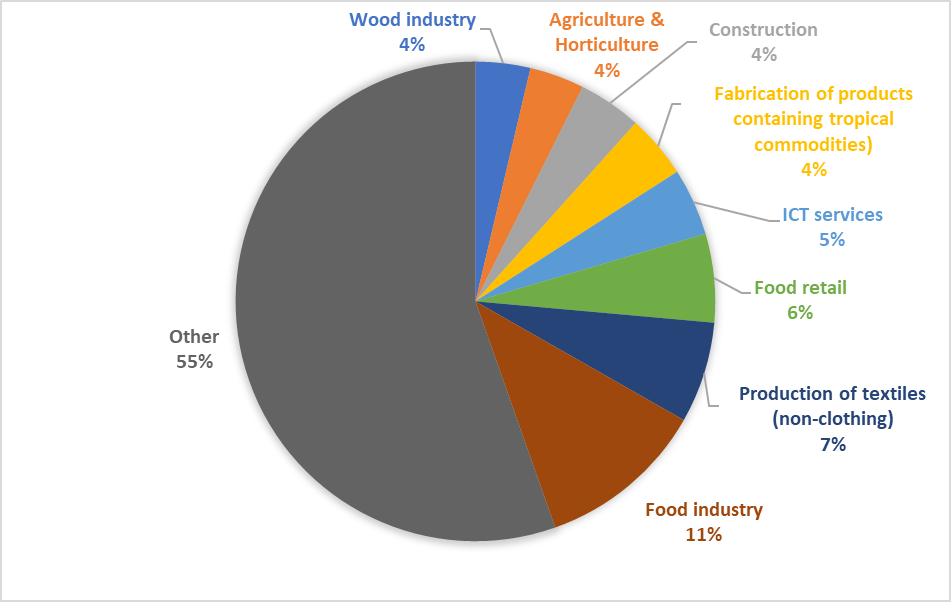 Wood industry
4%
Agriculture &
Horticulture
4%
Construction
4%
Fabrication of products
containing tropical
commodities)
4%
ICT services
5%
Food retail
6%
Production of textiles
(non-clothing)
7%
Food industry
11%
Other
55%